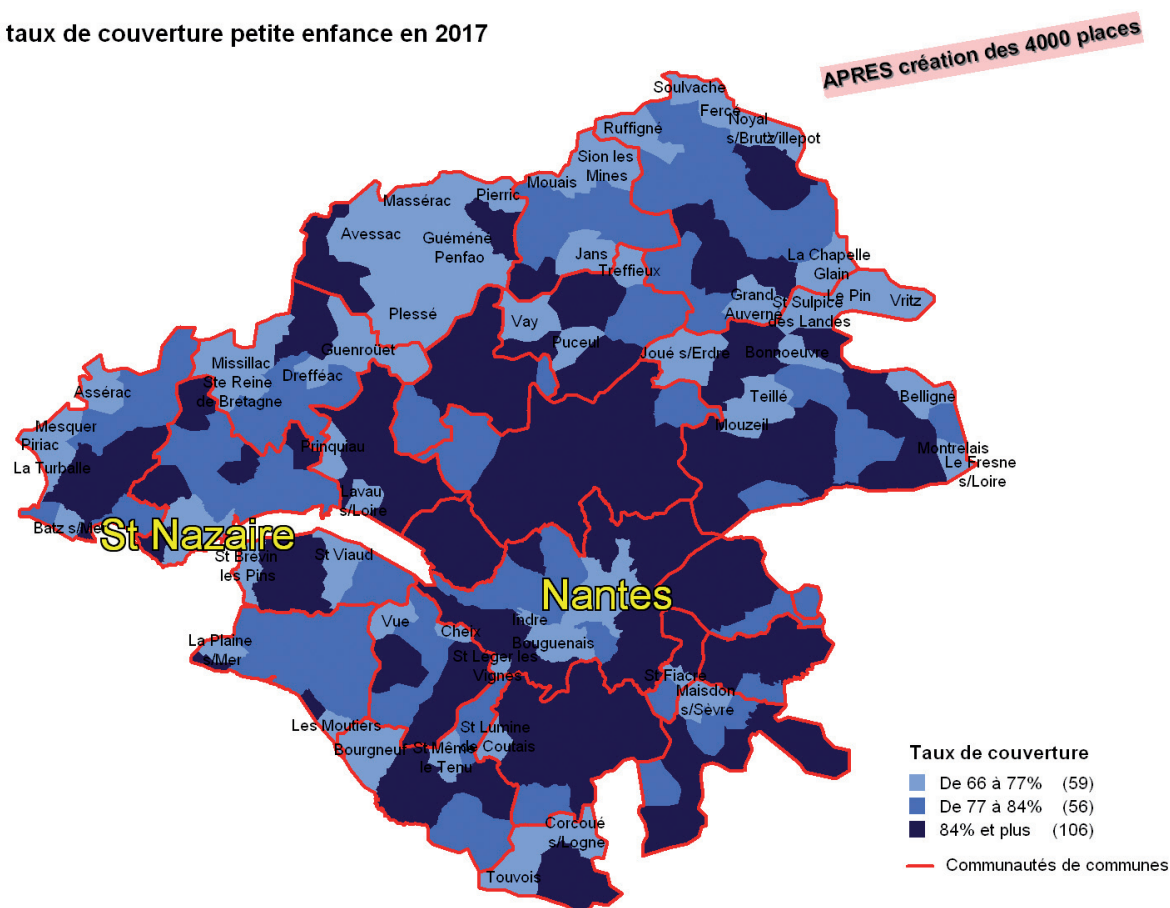 taux de couverture petite enfance en 2017
APRES création des 4000 places
Soulvache
Fercé
Noyal
s/Brutz
Villepot
Ruffigné
Sion les
Mines
Mouais
Pierric
Massérac
Avessac
Guéméné
Penfao
Jans
Treffieux
La Chapelle
Glain
Grand
Auverné
St Sulpice
des Landes
Le Pin
Vritz
Plessé
Vay
Puceul
Guenroüet
Joué s/Erdre
Bonnoeuvre
Missillac
Ste Reine
de Bretagne
Drefféac
Assérac
Teillé
Belligné
Mesquer
Piriac
Mouzeil
La Turballe
Prinquiau
Montrelais
Le Fresne
s/Loire
Lavau
s/Loire
Batz s/Mer
St Nazaire
St Brévin
les Pins
St Viaud
Nantes
Vue
Cheix
Indre
Bouguenais
La Plaine
s/Mer
St Léger les
Vignes
St Fiacre
Maisdon
s/Sèvre
Les Moutiers
Bourgneuf
St Même
le Tenu
St Lumine
de Coutais
Corcoué
s/Logne
Touvois
Taux de couverture
De 66 à 77% (59)
De 77 à 84% (56)
84% et plus (106)
Communautés de communes